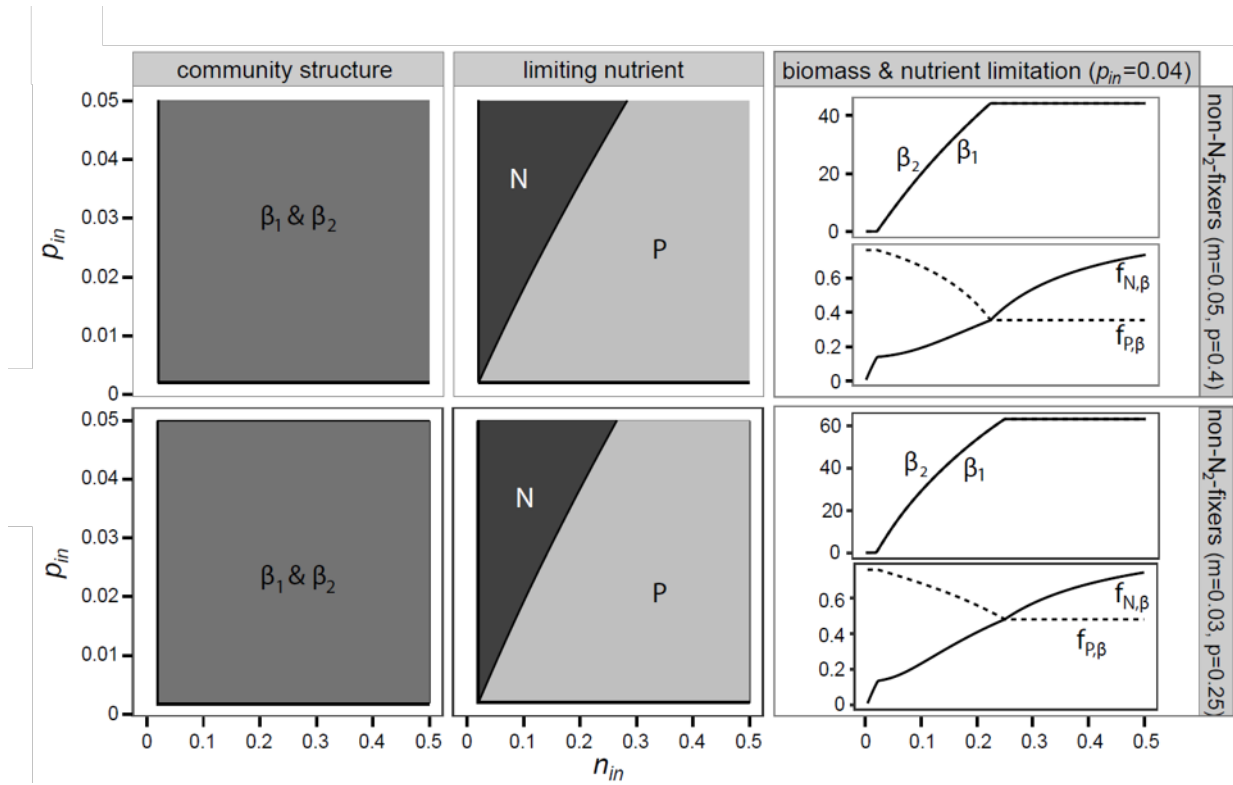 community structure
limiting nutrient
biomass & nutrient limitation (p_in=0.04)
p_in
0.05
0.04
0.03
0.02
0.01
0
β₁ & β₂
N
P
40
20
0
β₂
β₁
0.6
0.4
0.2
0
f_N,β
f_P,β
non-N₂-fixers (m=0.05, p=0.4)
p_in
0.05
0.04
0.03
0.02
0.01
0
β₁ & β₂
N
P
60
40
20
0
β₂
β₁
0.6
0.4
0.2
0
f_N,β
f_P,β
non-N₂-fixers (m=0.03, p=0.25)
0 0.1 0.2 0.3 0.4 0.5
0 0.1 0.2 0.3 0.4 0.5
0 0.1 0.2 0.3 0.4 0.5
n_in